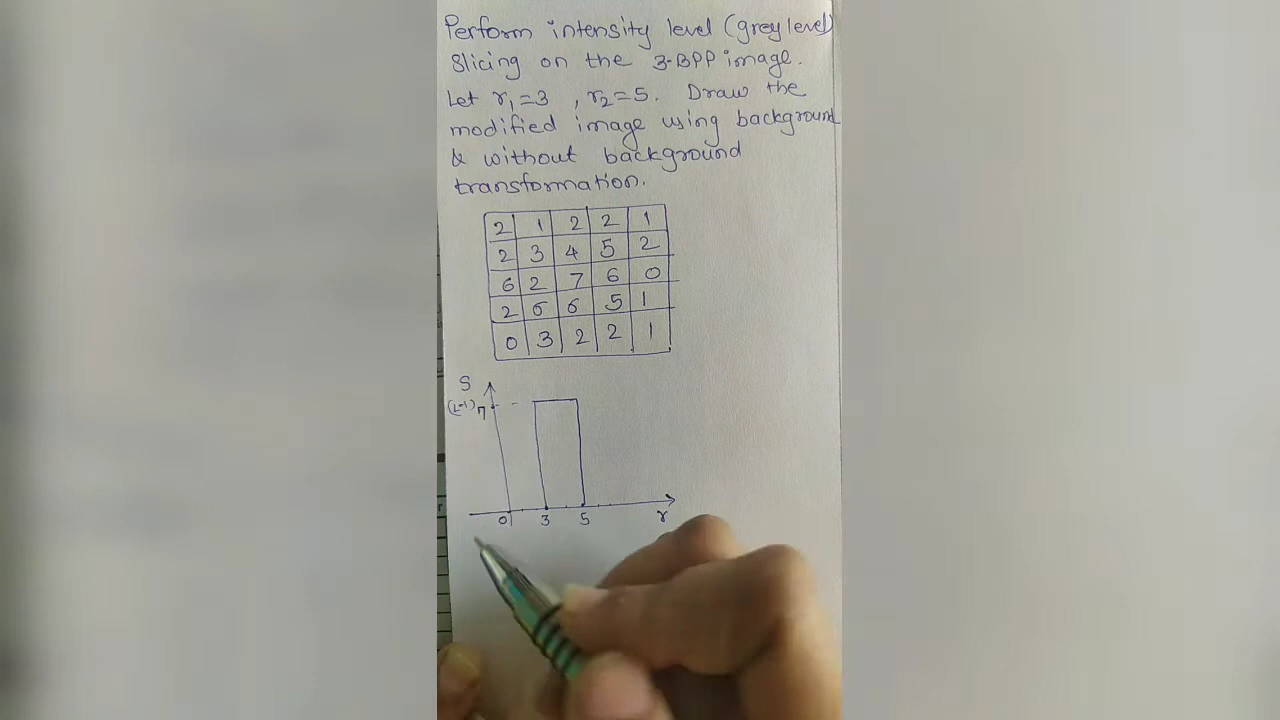 Perform intensity level (grey level)
Slicing on the 3-BPP image.
Let r₁=3 , r₂=5. Draw the
modified image using background
& without background
transformation.
2 1 2 2 1
2 3 4 5 2
6 2 7 6 0
2 6 6 5 1
0 3 2 2 1
S
(L-1) 7
0 3 5 r